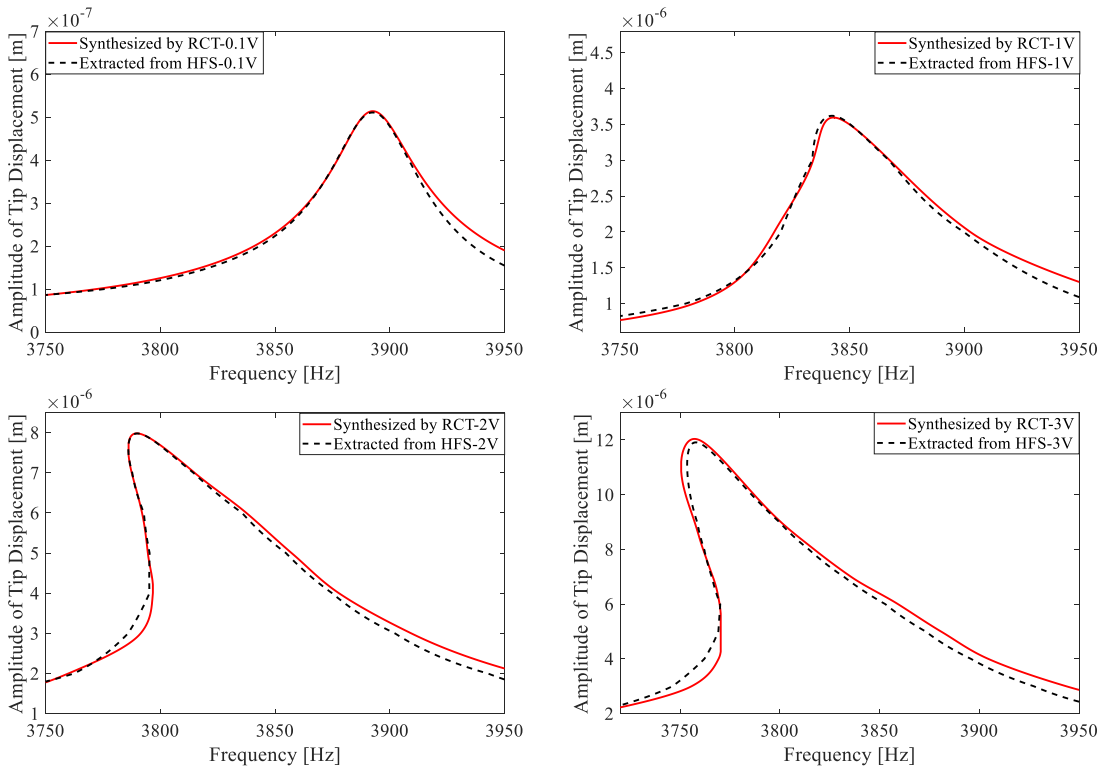 ×10⁻⁷
Amplitude of Tip Displacement [m]
7
6
5
4
3
2
1
0
Synthesized by RCT-0.1V
Extracted from HFS-0.1V
3750 3800 3850 3900 3950
Frequency [Hz]
×10⁻⁶
Amplitude of Tip Displacement [m]
4.5
4
3.5
3
2.5
2
1.5
1
Synthesized by RCT-1V
Extracted from HFS-1V
3750 3800 3850 3900 3950
Frequency [Hz]
×10⁻⁶
Amplitude of Tip Displacement [m]
8
7
6
5
4
3
2
1
Synthesized by RCT-2V
Extracted from HFS-2V
3750 3800 3850 3900 3950
Frequency [Hz]
×10⁻⁶
Amplitude of Tip Displacement [m]
12
10
8
6
4
2
Synthesized by RCT-3V
Extracted from HFS-3V
3750 3800 3850 3900 3950
Frequency [Hz]